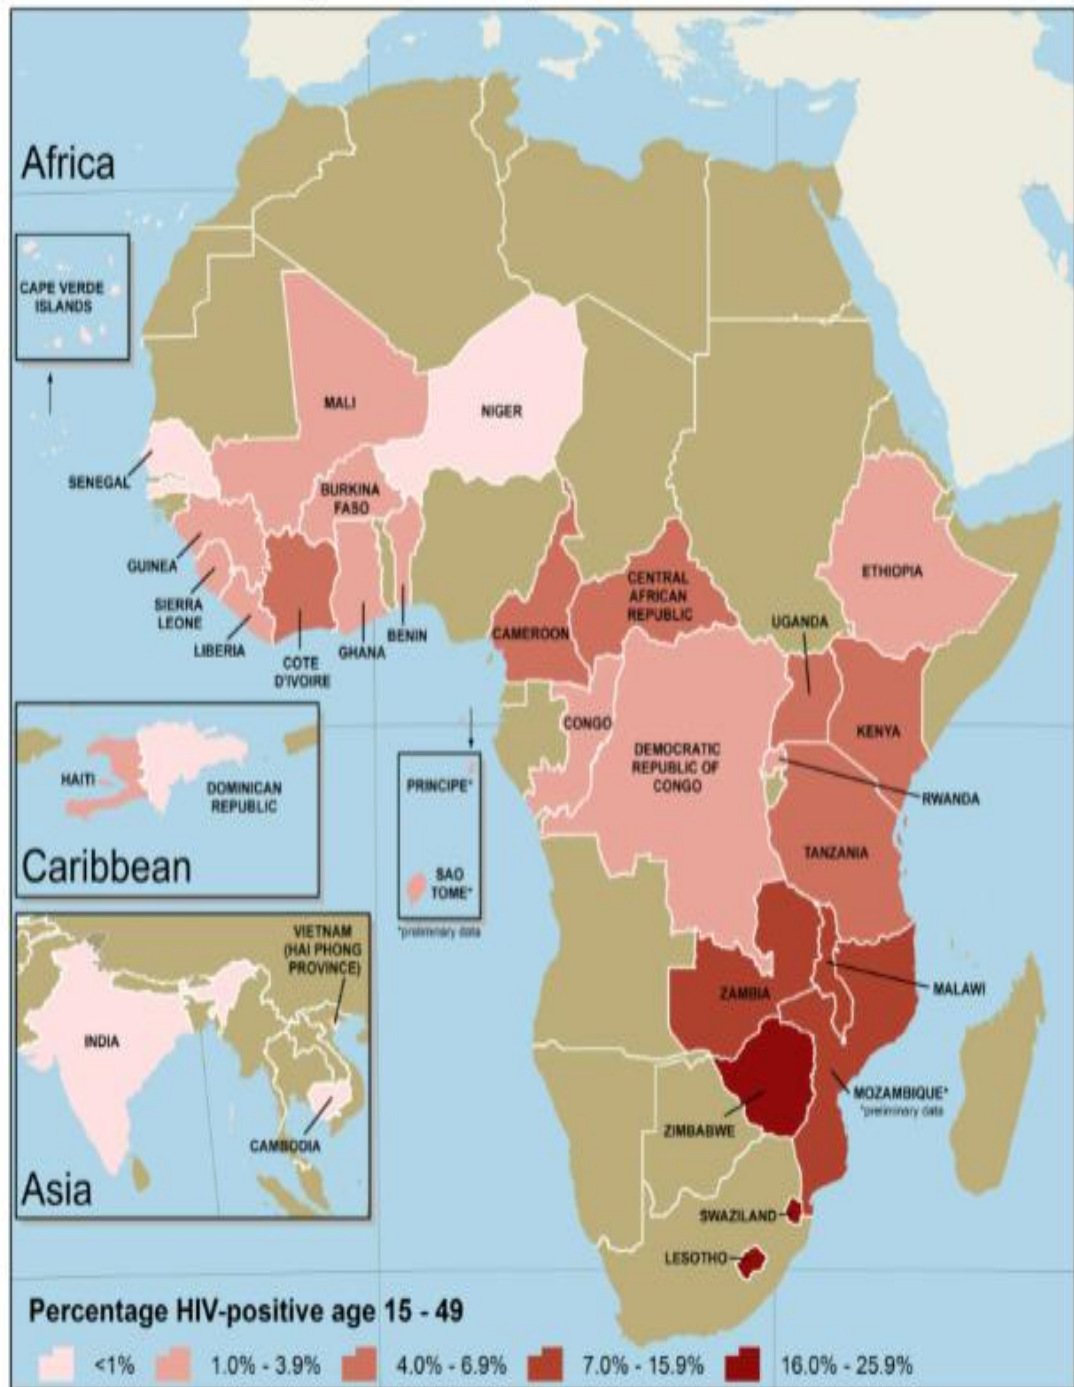 Africa
CAPE VERDE
ISLANDS
MALI
NIGER
SENEGAL
BURKINA
FASO
GUINEA
SIERRA
LEONE
LIBERIA
COTE
D'IVOIRE
GHANA
BENIN
CAMEROON
CENTRAL
AFRICAN
REPUBLIC
UGANDA
ETHIOPIA
KENYA
CONGO
DEMOCRATIC
REPUBLIC OF
CONGO
RWANDA
TANZANIA
HAITI
DOMINICAN
REPUBLIC
Caribbean
PRINCIPE*
SAO
TOME*
*preliminary data
VIETNAM
(HAI PHONG
PROVINCE)
INDIA
CAMBODIA
Asia
ZAMBIA
MALAWI
MOZAMBIQUE*
*preliminary data
ZIMBABWE
SWAZILAND
LESOTHO
Percentage HIV-positive age 15 - 49
<1% 1.0% - 3.9% 4.0% - 6.9% 7.0% - 15.9% 16.0% - 25.9%